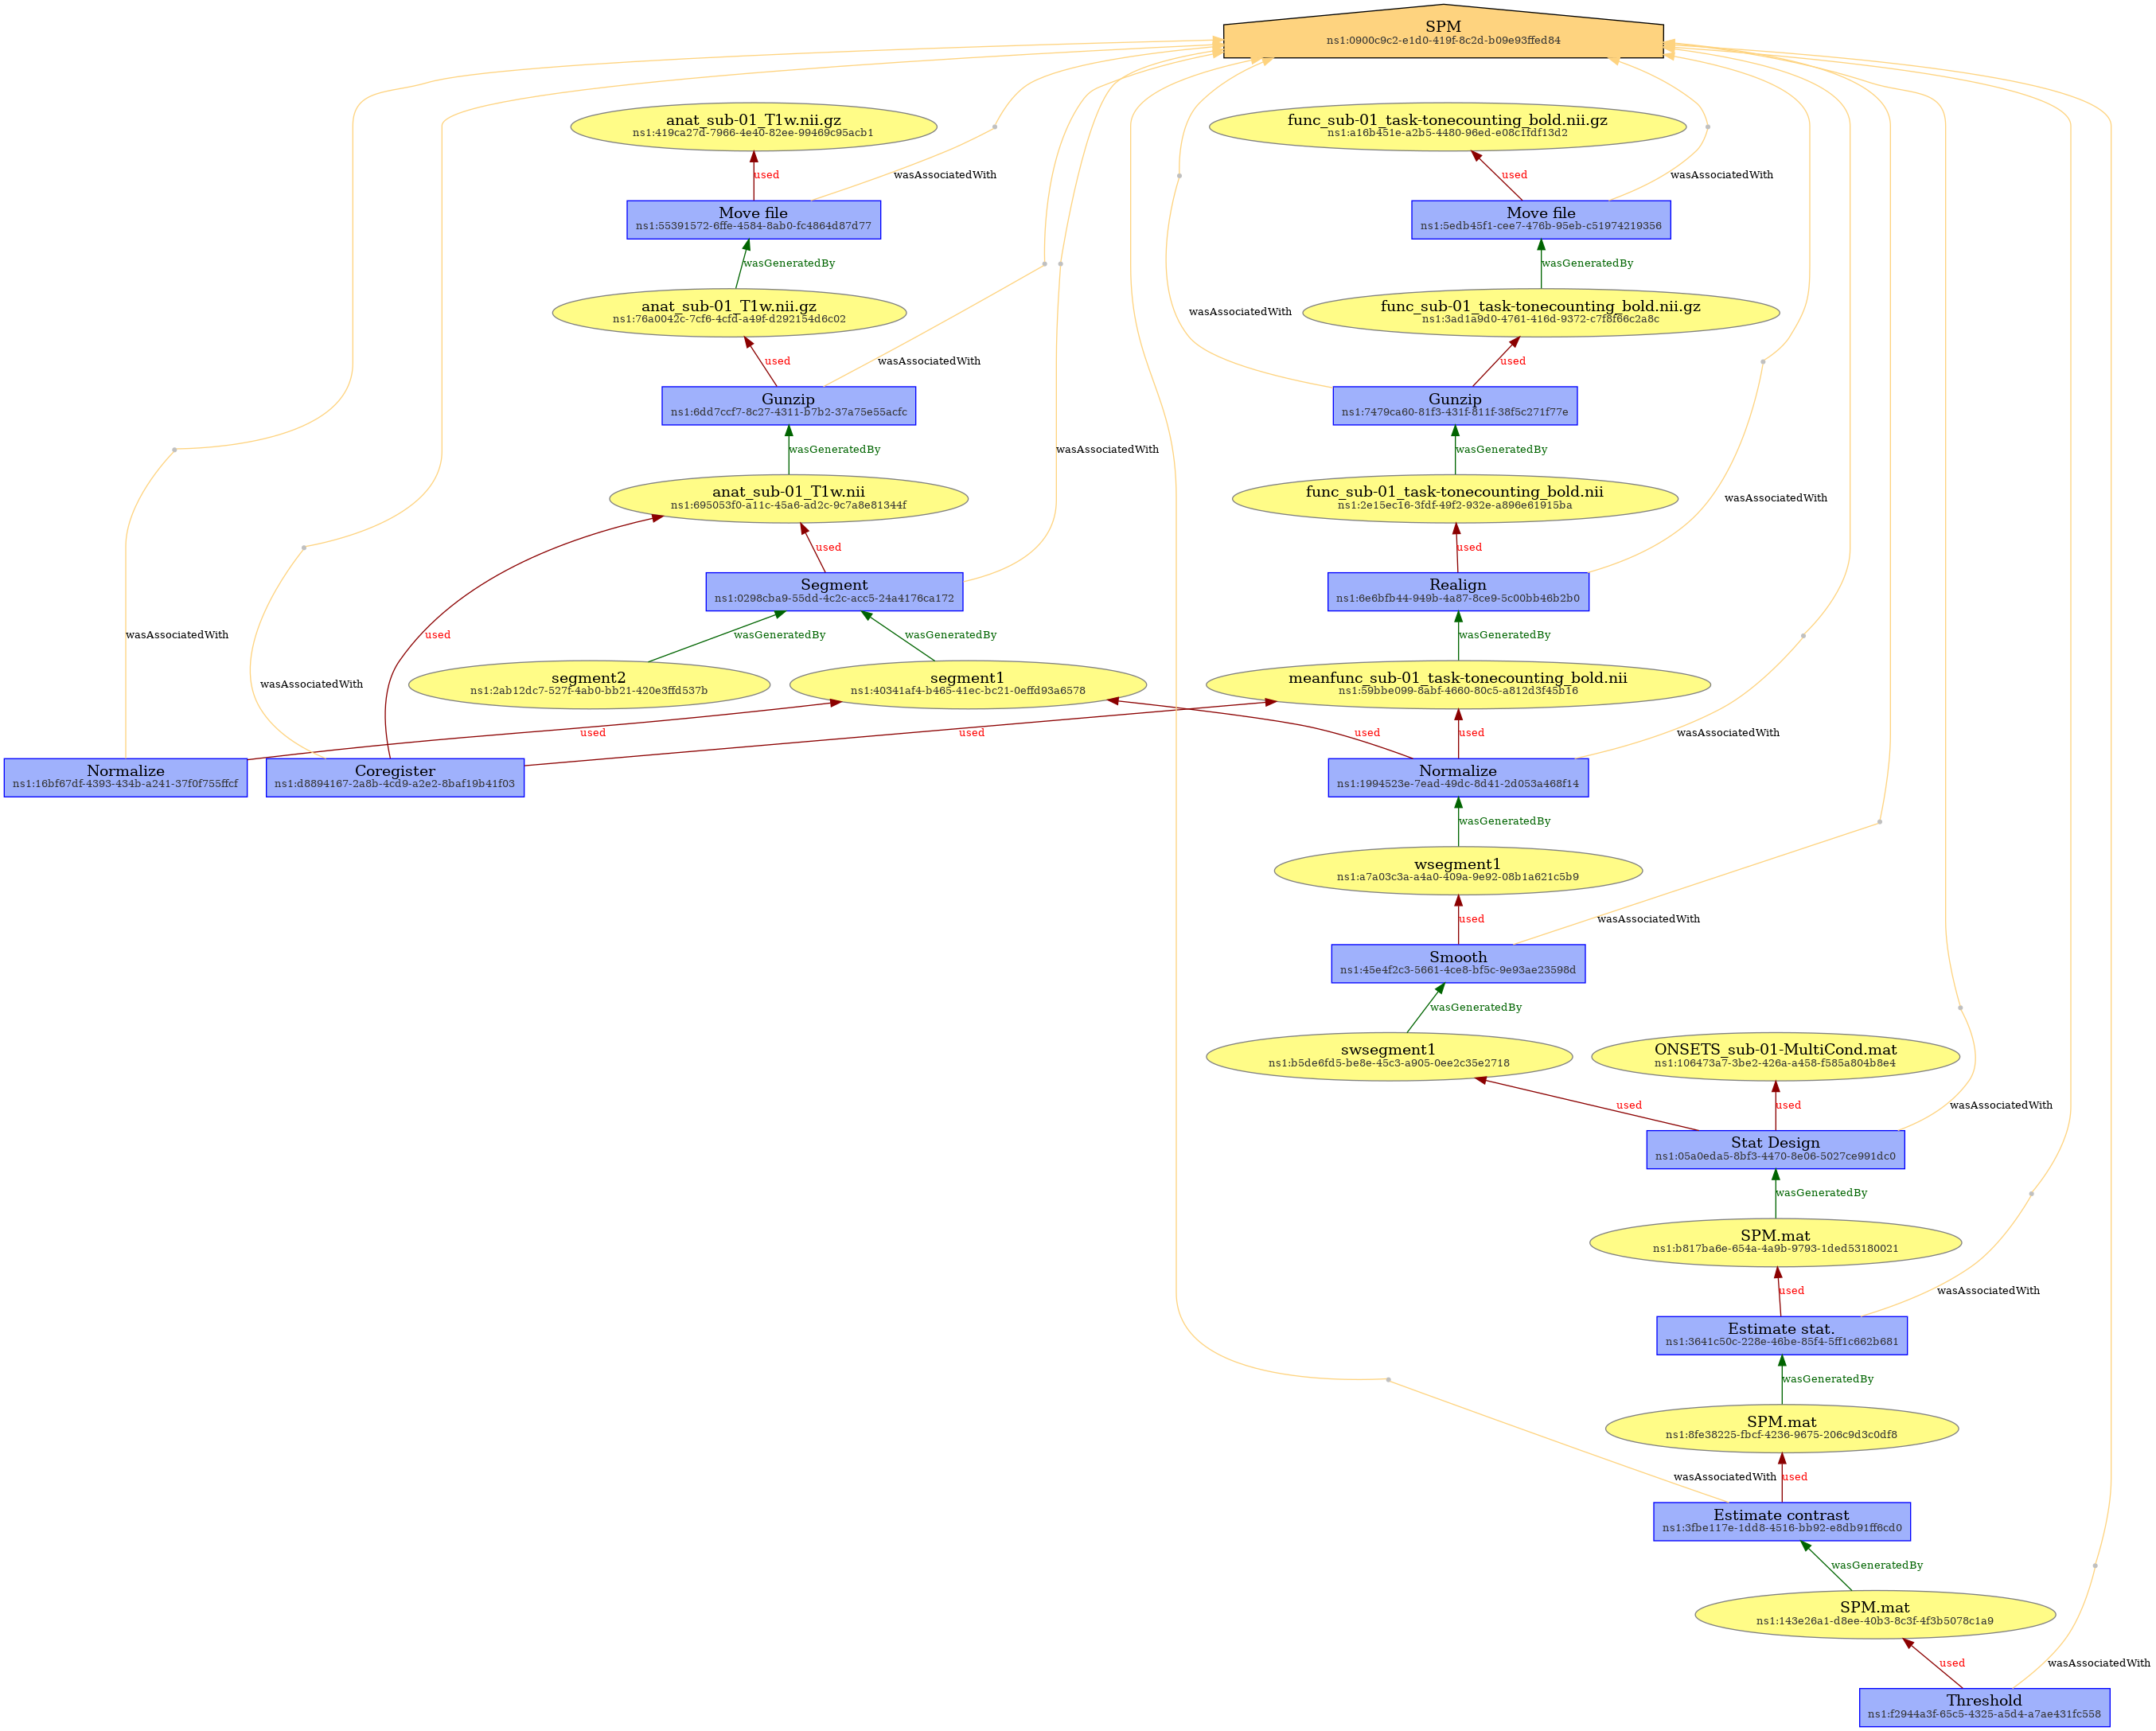 SPM
ns1:0900c9c2-e1d0-419f-8c2d-b09e93ffed84
anat_sub-01_T1w.nii.gz
ns1:419ca27d-7966-4e40-82ee-99469c95acb1
func_sub-01_task-tonecounting_bold.nii.gz
ns1:a16b451e-a2b5-4480-96ed-e08c1fdf13d2
used
wasAssociatedWith
used
wasAssociatedWith
Move file
ns1:55391572-6ffe-4584-8ab0-fc4864d87d77
Move file
ns1:5edb45f1-cee7-476b-95eb-c51974219356
wasGeneratedBy
wasGeneratedBy
anat_sub-01_T1w.nii.gz
ns1:76a0042c-7cf6-4cfd-a49f-d292154d6c02
wasAssociatedWith
func_sub-01_task-tonecounting_bold.nii.gz
ns1:3ad1a9d0-4761-416d-9372-c7f8f66c2a8c
used
wasAssociatedWith
used
Gunzip
ns1:6dd7ccf7-8c27-4311-b7b2-37a75e55acfc
Gunzip
ns1:7479ca60-81f3-431f-811f-38f5c271f77e
wasGeneratedBy
wasAssociatedWith
wasGeneratedBy
anat_sub-01_T1w.nii
ns1:695053f0-a11c-45a6-ad2c-9c7a8e81344f
func_sub-01_task-tonecounting_bold.nii
ns1:2e15ec16-3fdf-49f2-932e-a896e61915ba
wasAssociatedWith
used
used
Segment
ns1:0298cba9-55dd-4c2c-acc5-24a4176ca172
Realign
ns1:6e6bfb44-949b-4a87-8ce9-5c00bb46b2b0
wasAssociatedWith
used
wasGeneratedBy
wasGeneratedBy
wasGeneratedBy
wasAssociatedWith
segment2
ns1:2ab12dc7-527f-4ab0-bb21-420e3ffd537b
segment1
ns1:40341af4-b465-41ec-bc21-0effd93a6578
meanfunc_sub-01_task-tonecounting_bold.nii
ns1:59bbe099-8abf-4660-80c5-a812d3f45b16
used
used
used
used
wasAssociatedWith
Normalize
ns1:16bf67df-4393-434b-a241-37f0f755ffcf
Coregister
ns1:d8894167-2a8b-4cd9-a2e2-8baf19b41f03
Normalize
ns1:1994523e-7ead-49dc-8d41-2d053a468f14
wasGeneratedBy
wsegment1
ns1:a7a03c3a-a4a0-409a-9e92-08b1a621c5b9
used
wasAssociatedWith
Smooth
ns1:45e4f2c3-5661-4ce8-bf5c-9e93ae23598d
wasGeneratedBy
swsegment1
ns1:b5de6fd5-be8e-45c3-a905-0ee2c35e2718
ONSETS_sub-01-MultiCond.mat
ns1:106473a7-3be2-426a-a458-f585a804b8e4
used
used
wasAssociatedWith
Stat Design
ns1:05a0eda5-8bf3-4470-8e06-5027ce991dc0
wasGeneratedBy
SPM.mat
ns1:b817ba6e-654a-4a9b-9793-1ded53180021
used
wasAssociatedWith
Estimate stat.
ns1:3641c50c-228e-46be-85f4-5ff1c662b681
wasGeneratedBy
SPM.mat
ns1:8fe38225-fbcf-4236-9675-206c9d3c0df8
wasAssociatedWith
used
Estimate contrast
ns1:3fbe117e-1dd8-4516-bb92-e8db91ff6cd0
wasGeneratedBy
SPM.mat
ns1:143e26a1-d8ee-40b3-8c3f-4f3b5078c1a9
used
wasAssociatedWith
Threshold
ns1:f2944a3f-65c5-4325-a5d4-a7ae431fc558